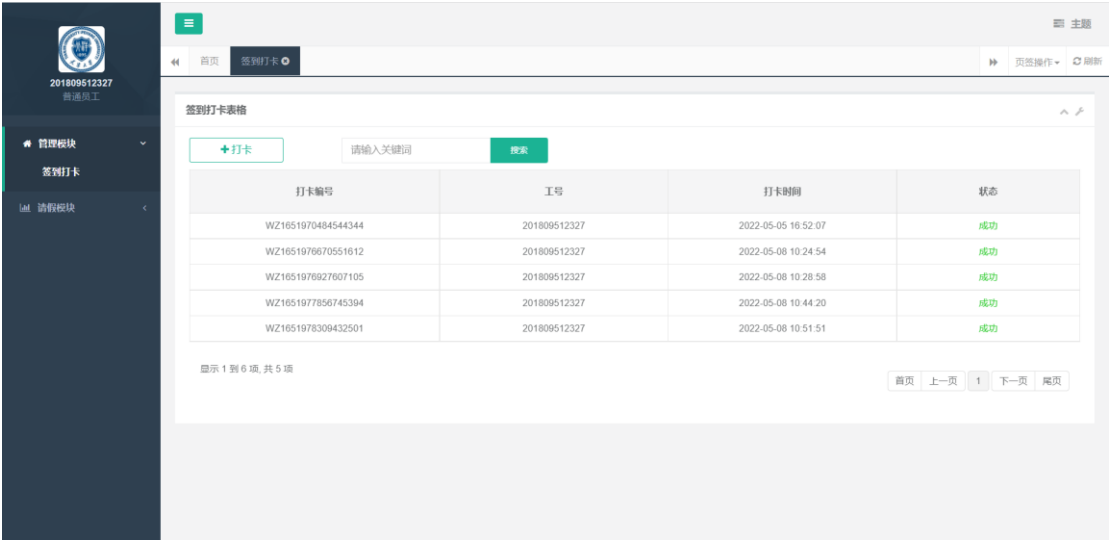 主题
首页 签到打卡 页签操作 刷新
201809512327
普通员工
管理模块
签到打卡
请假模块
签到打卡表格
打卡 请输入关键词 搜索
打卡编号 工号 打卡时间 状态
WZ1651970484544344 201809512327 2022-05-05 16:52:07 成功
WZ1651976670551612 201809512327 2022-05-08 10:24:54 成功
WZ1651976927607105 201809512327 2022-05-08 10:28:58 成功
WZ1651977856745394 201809512327 2022-05-08 10:44:20 成功
WZ1651978309432501 201809512327 2022-05-08 10:51:51 成功
显示 1 到 6 项, 共 5 项
首页 上一页 1 下一页 尾页